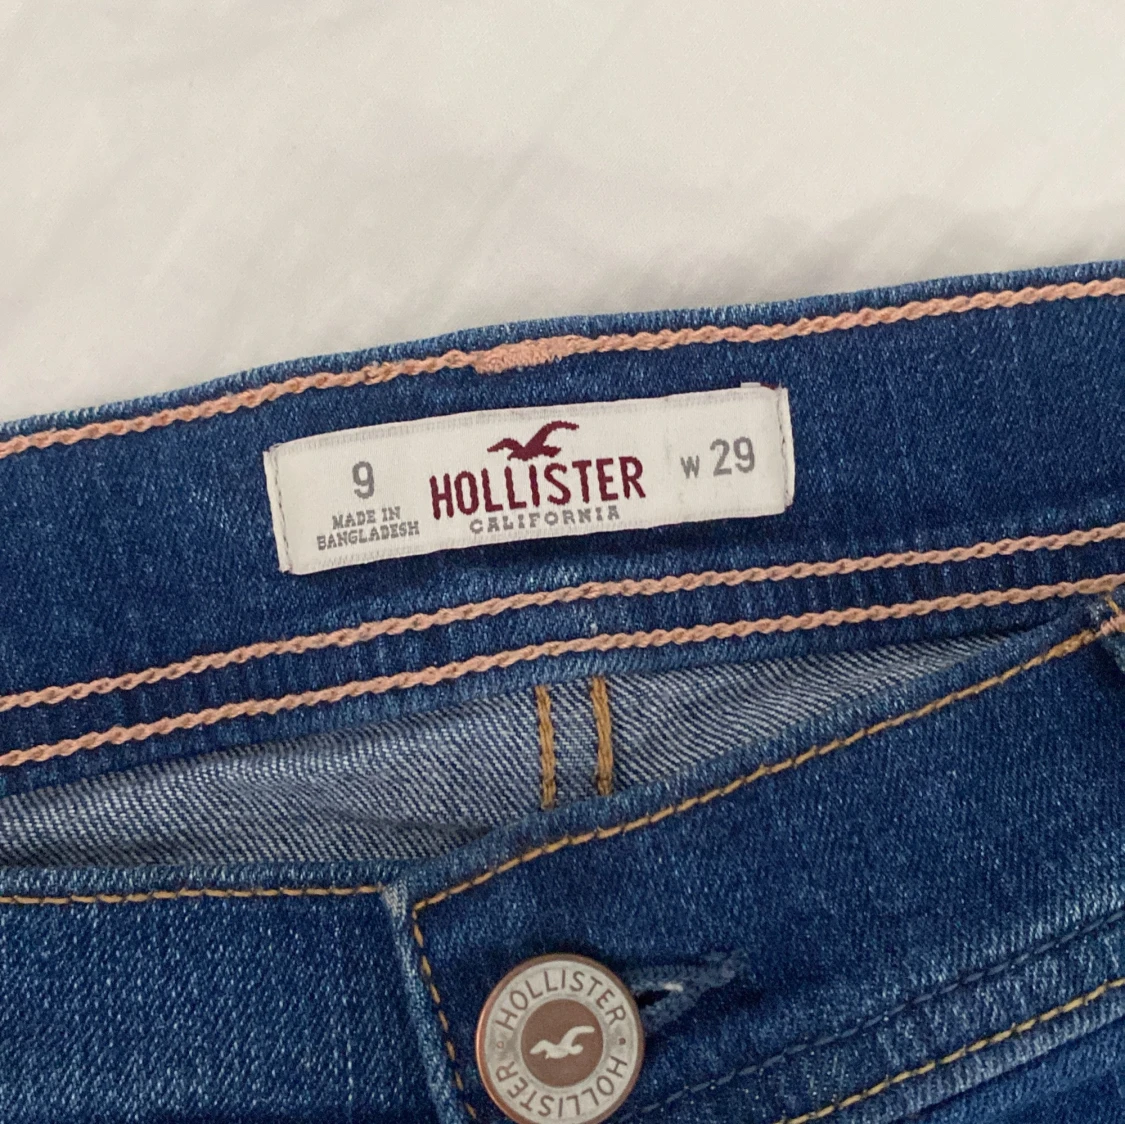 9
MADE IN
BANGLADESH
HOLLISTER
CALIFORNIA
W 29
HOLLISTER
HOLLISTER